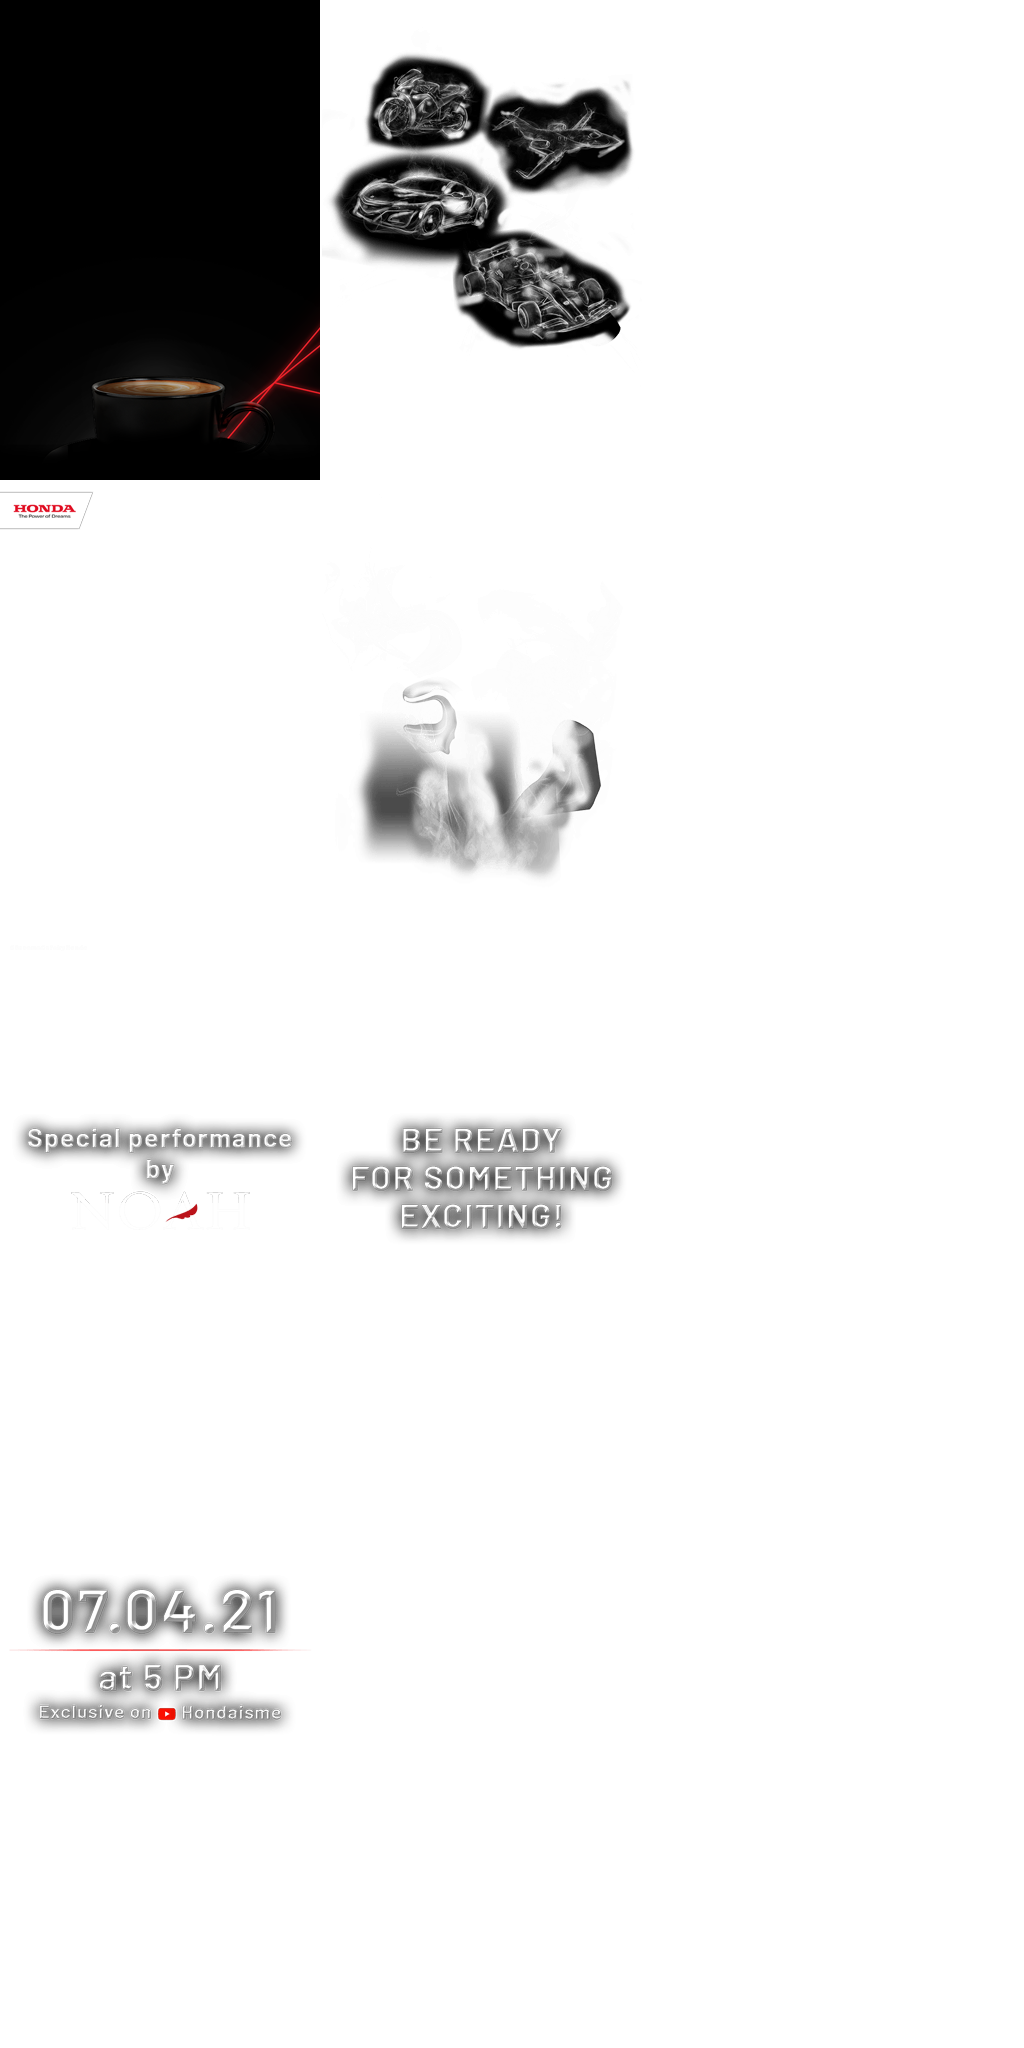 HONDA
The Power of Dreams
Special performance
by
NOAH
BE READY
FOR SOMETHING
EXCITING!
07.04.21
at 5 PM
Exclusive on Hondaisme